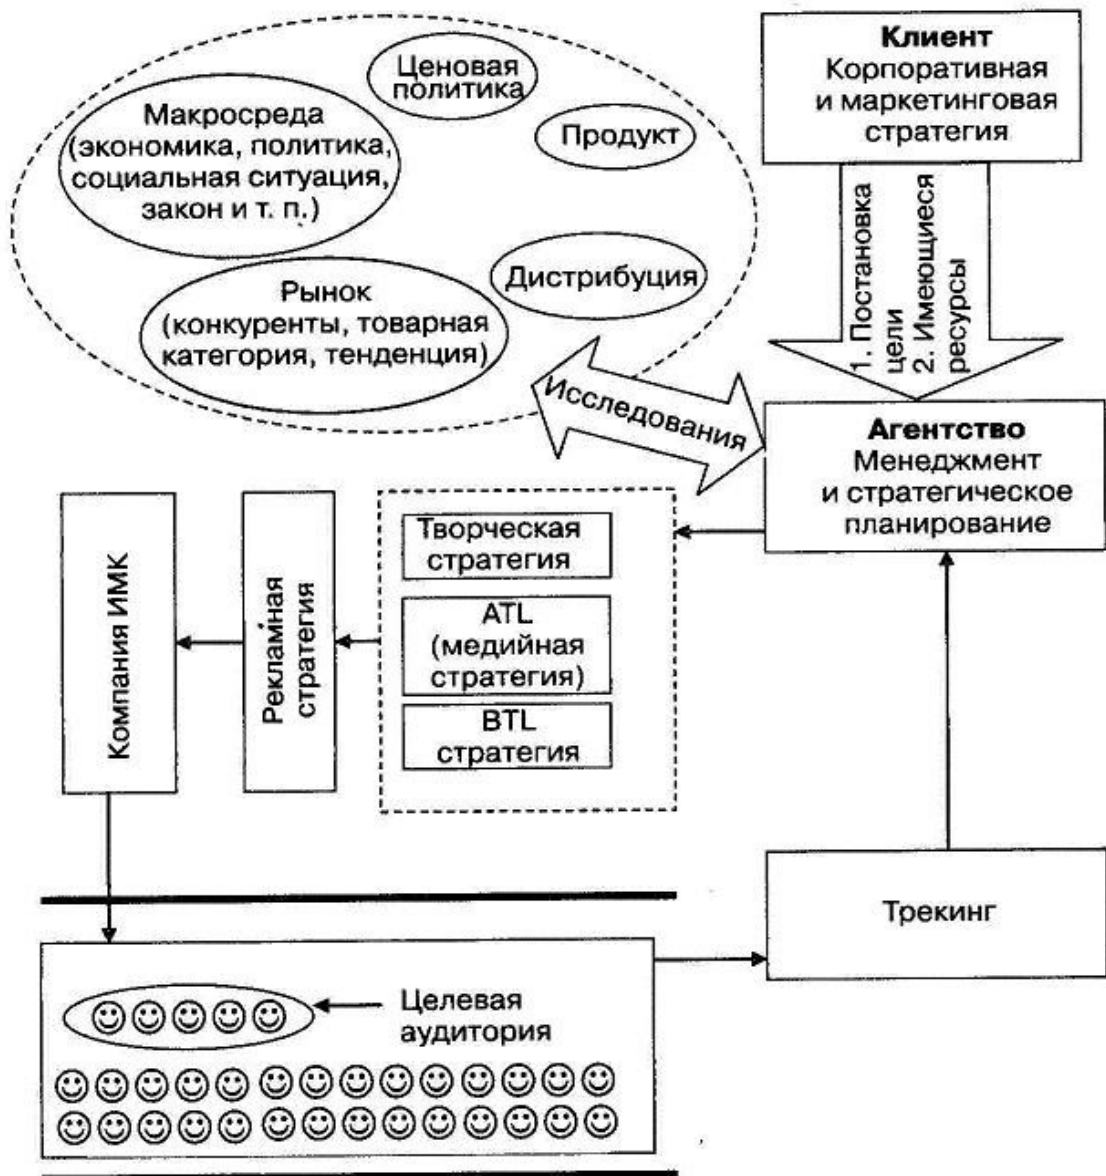 Ценовая
политика
Макросреда
(экономика, политика,
социальная ситуация,
закон и т. п.)
Продукт
Дистрибуция
Рынок
(конкуренты, товарная
категория, тенденция)
Клиент
Корпоративная
и маркетинговая
стратегия
1. Постановка
цели
2. Имеющиеся
ресурсы
Исследования
Агентство
Менеджмент
и стратегическое
планирование
Творческая
стратегия
ATL
(медийная
стратегия)
BTL
стратегия
Рекламная
стратегия
Компания ИМК
Трекинг
Целевая
аудитория